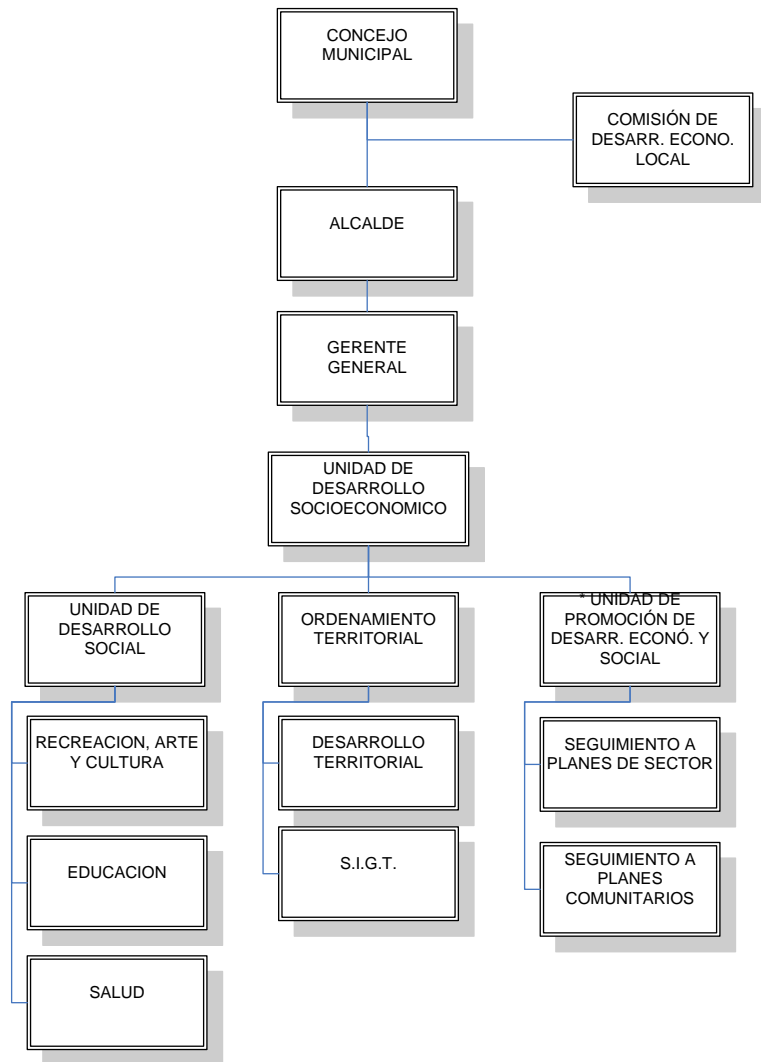 CONCEJO
MUNICIPAL
COMISIÓN DE
DESARR. ECONO.
LOCAL
ALCALDE
GERENTE
GENERAL
UNIDAD DE
DESARROLLO
SOCIOECONOMICO
UNIDAD DE
DESARROLLO
SOCIAL
ORDENAMIENTO
TERRITORIAL
* UNIDAD DE
PROMOCIÓN DE
DESARR. ECONÓ. Y
SOCIAL
RECREACION, ARTE
Y CULTURA
DESARROLLO
TERRITORIAL
SEGUIMIENTO A
PLANES DE SECTOR
EDUCACION
S.I.G.T.
SEGUIMIENTO A
PLANES
COMUNITARIOS
SALUD